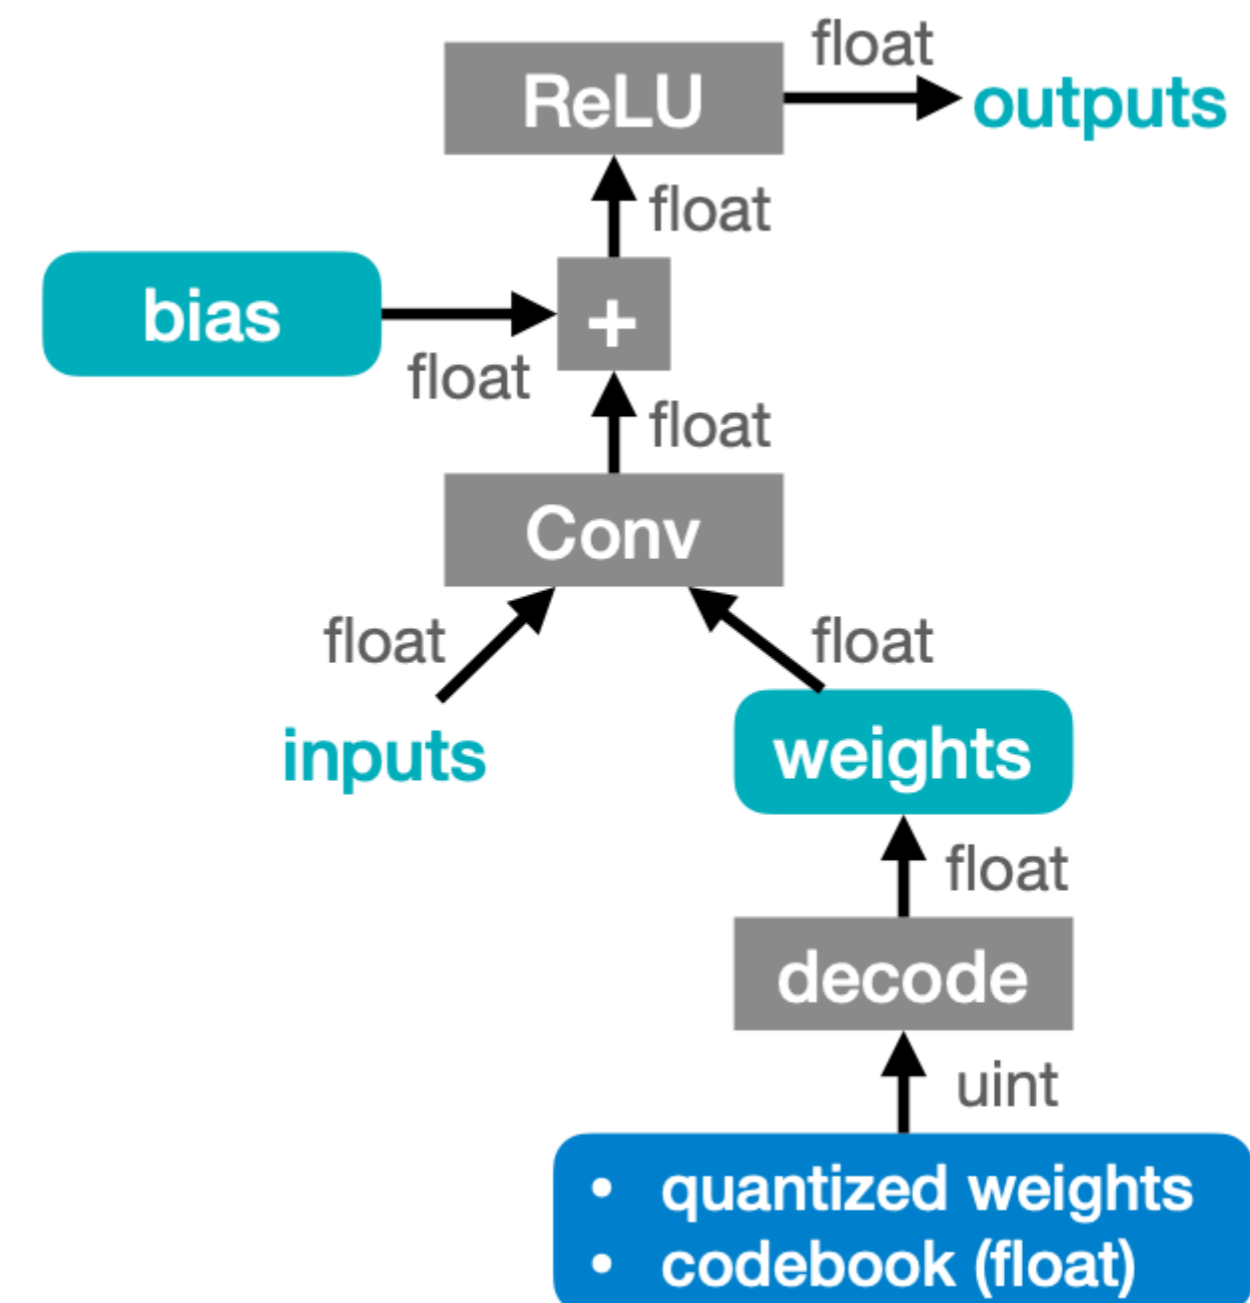 float
ReLU
outputs
float
bias
+
float
float
Conv
float
float
inputs
weights
float
decode
uint
• quantized weights
• codebook (float)